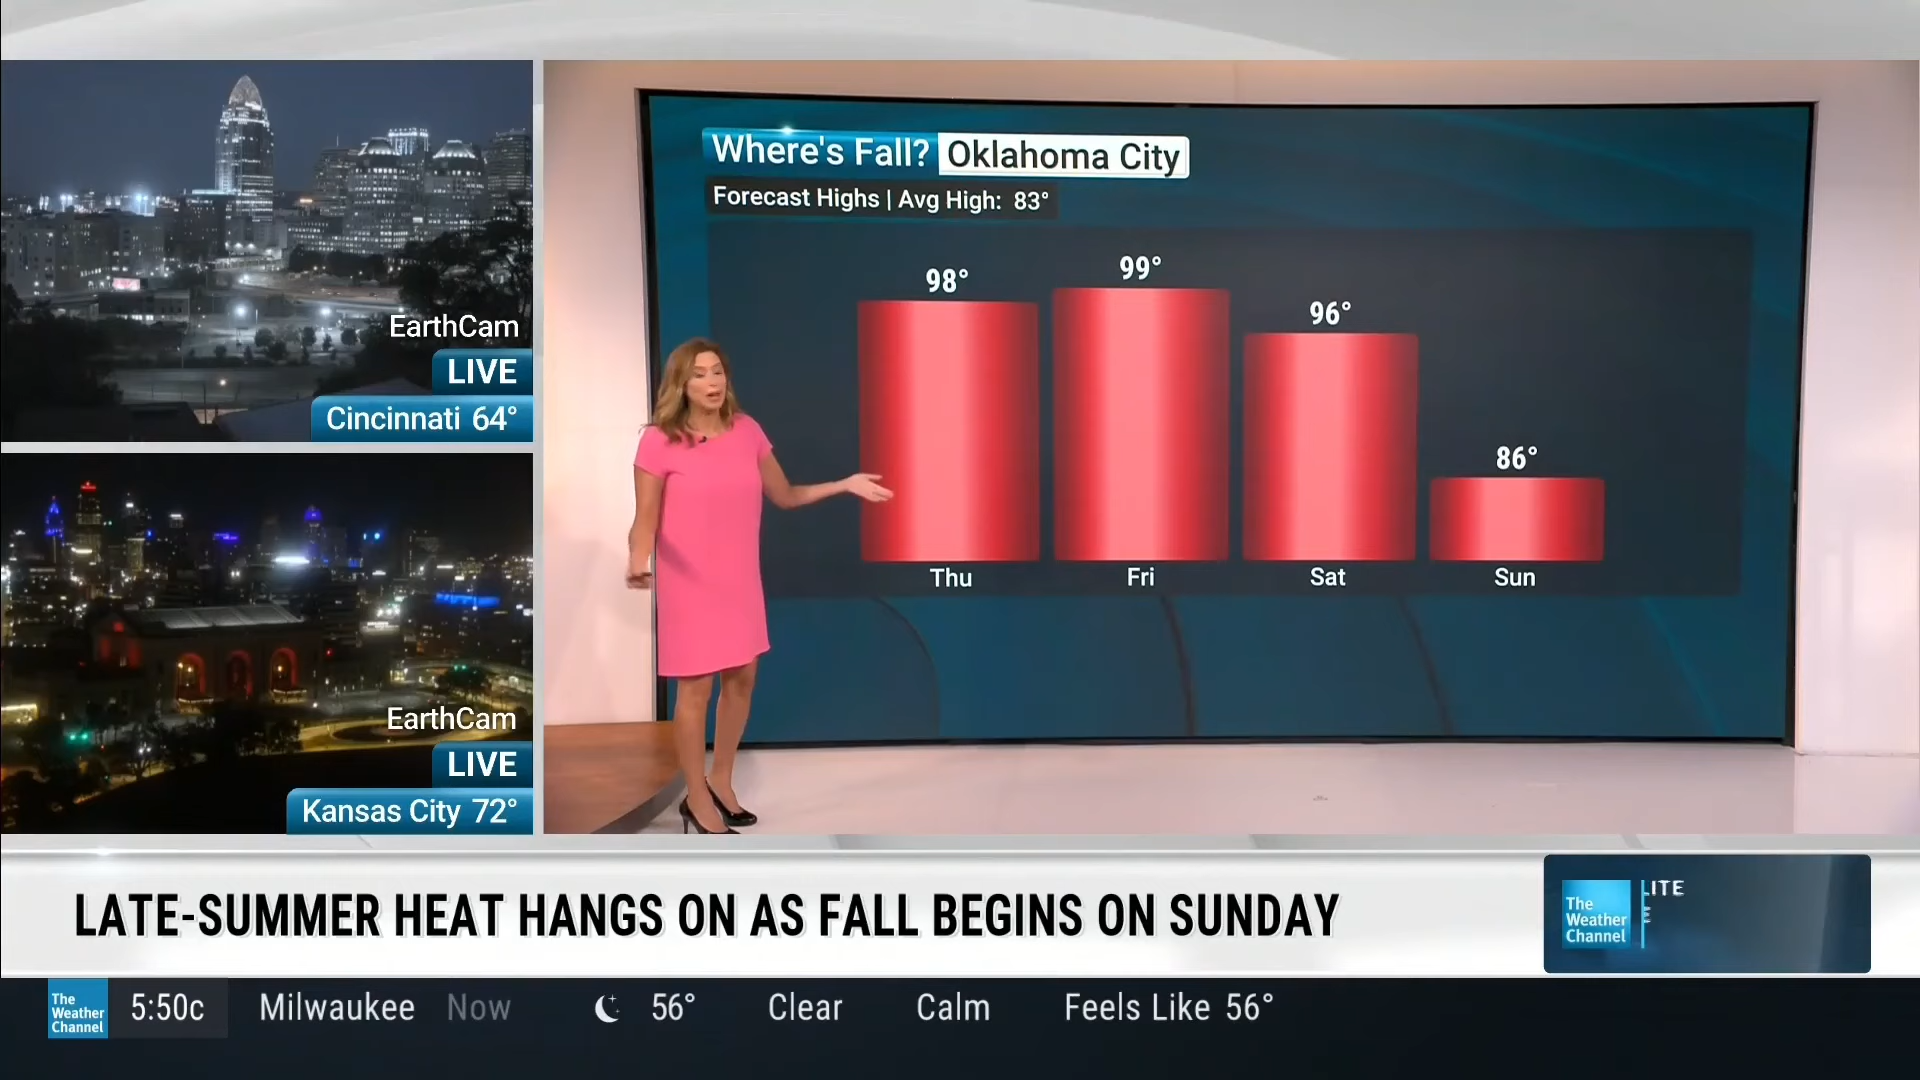 EarthCam
LIVE
Cincinnati 64°
EarthCam
LIVE
Kansas City 72°
Where's Fall? Oklahoma City
Forecast Highs | Avg High: 83°
98°
99°
96°
86°
Thu
Fri
Sat
Sun
LATE-SUMMER HEAT HANGS ON AS FALL BEGINS ON SUNDAY
The
Weather
Channel
The
Weather
Channel
5:50c Milwaukee Now 56° Clear Calm Feels Like 56°